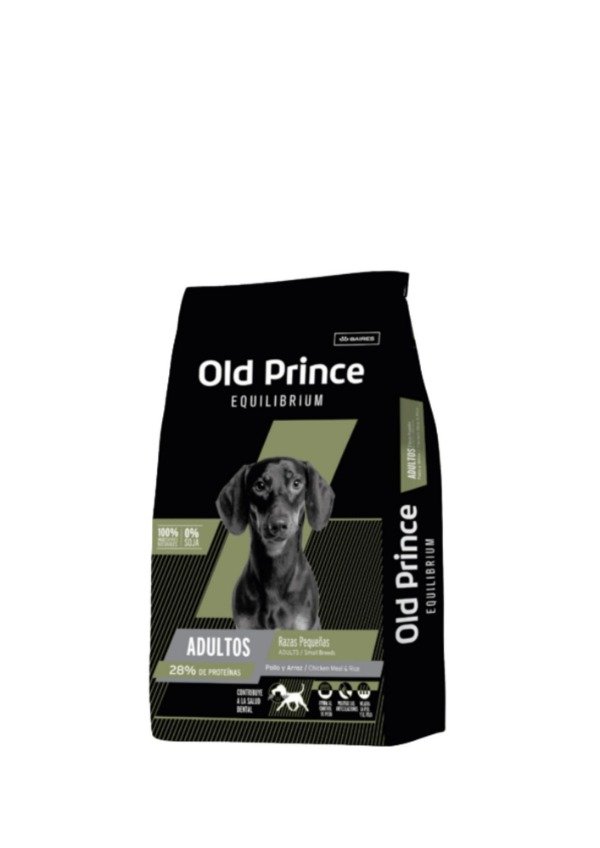 BAIRES
Old Prince
EQUILIBRIUM
100%
0%
SOJA
ADULTOS
Razas Pequeñas
ADULTS / Small Breeds
28% DE PROTEÍNAS
Pollo y Arroz / Chicken Meal & Rice
CONTRIBUYE
A LA SALUD
DENTAL
ADULTOS
Old Prince
EQUILIBRIUM